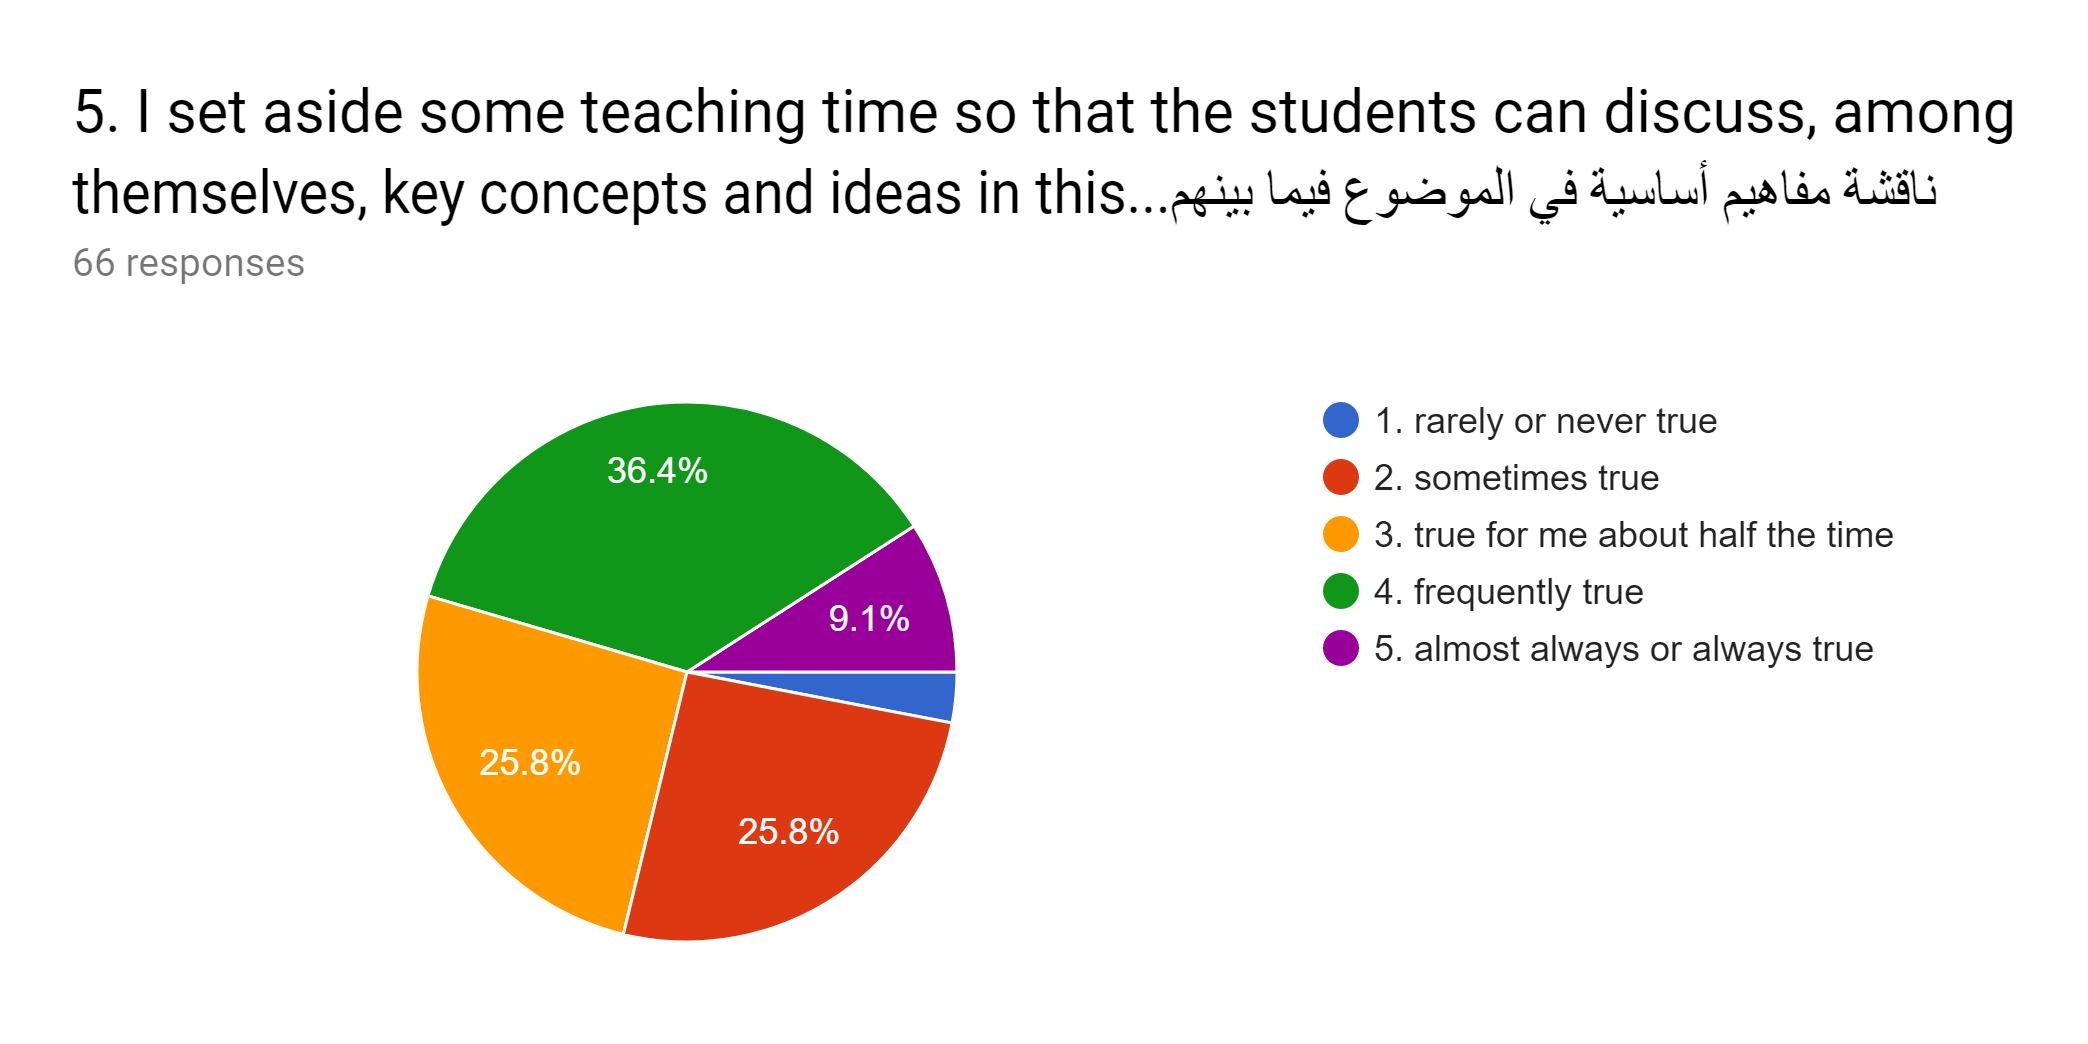 5. I set aside some teaching time so that the students can discuss, among
themselves, key concepts and ideas in this...ناقشة مفاهيم أساسية في الموضوع فيما بينهم
66 responses
36.4%
9.1%
25.8%
25.8%
1. rarely or never true
2. sometimes true
3. true for me about half the time
4. frequently true
5. almost always or always true